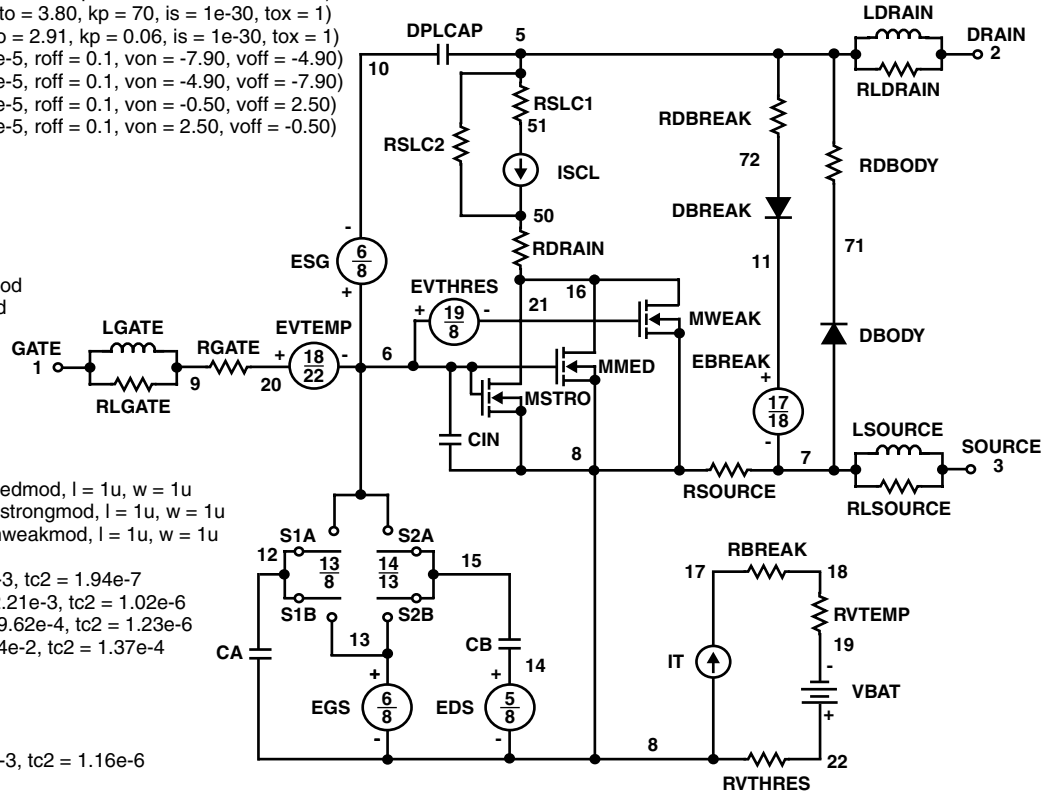 to = 3.80, kp = 70, is = 1e-30, tox = 1)
o = 2.91, kp = 0.06, is = 1e-30, tox = 1)
e-5, roff = 0.1, von = -7.90, voff = -4.90)
e-5, roff = 0.1, von = -4.90, voff = -7.90)
e-5, roff = 0.1, von = -0.50, voff = 2.50)
e-5, roff = 0.1, von = 2.50, voff = -0.50)
od
d
edmod, l = 1u, w = 1u
strongmod, l = 1u, w = 1u
weakmod, l = 1u, w = 1u
-3, tc2 = 1.94e-7
.21e-3, tc2 = 1.02e-6
9.62e-4, tc2 = 1.23e-6
4e-2, tc2 = 1.37e-4
-3, tc2 = 1.16e-6
DPLCAP
5
10
LDRAIN
DRAIN
2
RLDRAIN
RSLC1
51
RSLC2
ISCL
50
RDRAIN
RDBREAK
72
RDBODY
DBREAK
71
11
-
ESG
6
8
+
EVTHRES
+
19
8
-
16
21
MWEAK
DBODY
LGATE
GATE
1
RLGATE
9
RGATE
20
EVTEMP
+
18
22
-
6
MMED
EBREAK
+
17
18
-
MSTRO
CIN
8
RSOURCE
7
LSOURCE
SOURCE
3
RLSOURCE
S1A
S2A
12
13
8
14
13
15
S1B
S2B
13
CA
CB
14
+
EGS
6
8
-
+
EDS
5
8
-
8
RBREAK
17
18
RVTEMP
19
IT
-
VBAT
+
22
RVTHRES